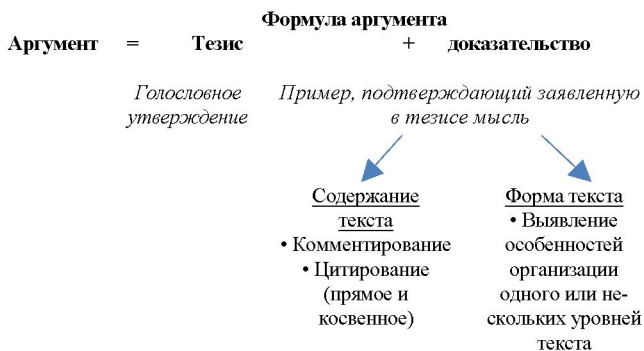 Формула аргумента
Аргумент = Тезис + доказательство
Голословное утверждение
Пример, подтверждающий заявленную в тезисе мысль
Содержание
текста
• Комментирование
• Цитирование
(прямое и
косвенное)
Форма текста
• Выявление
особенностей
организации
одного или не-
скольких уровней
текста